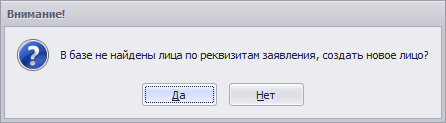 Внимание!
В базе не найдены лица по реквизитам заявления, создать новое лицо?
Да
Нет